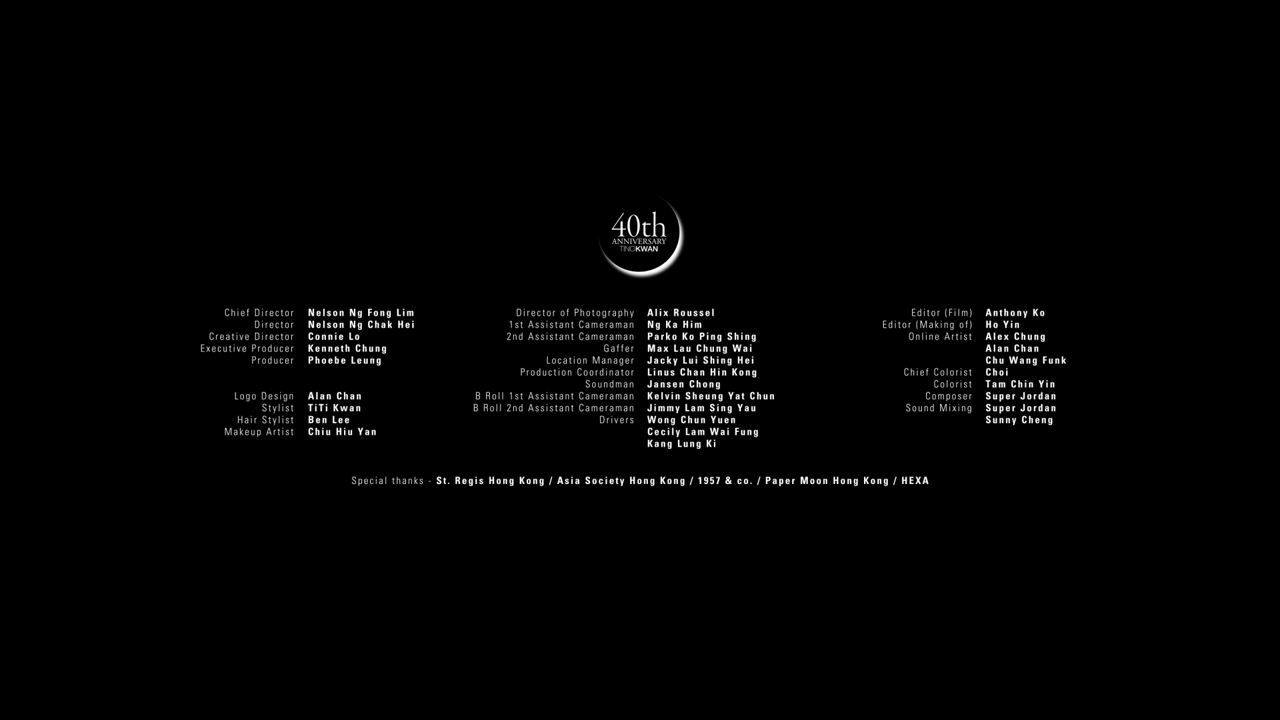 40th
ANNIVERSARY
TINOKWAN
Chief Director Nelson Ng Fong Lim
Director Nelson Ng Chak Hei
Creative Director Connie Lo
Executive Producer Kenneth Chung
Producer Phoebe Leung
Logo Design Alan Chan
Stylist TiTi Kwan
Hair Stylist Ben Lee
Makeup Artist Chiu Hiu Yan
Director of Photography Alix Roussel
1st Assistant Cameraman Ng Ka Him
2nd Assistant Cameraman Parko Ko Ping Shing
Gaffer Max Lau Chung Wai
Location Manager Jacky Lui Shing Hei
Production Coordinator Linus Chan Hin Kong
Soundman Jansen Chong
B Roll 1st Assistant Cameraman Kelvin Sheung Yat Chun
B Roll 2nd Assistant Cameraman Jimmy Lam Sing Yau
Drivers Wong Chun Yuen
Cecily Lam Wai Fung
Kang Lung Ki
Editor (Film) Anthony Ko
Editor (Making of) Ho Yin
Online Artist Alex Chung
Alan Chan
Chu Wang Funk
Chief Colorist Choi
Colorist Tam Chin Yin
Composer Super Jordan
Sound Mixing Super Jordan
Sunny Cheng
Special thanks - St. Regis Hong Kong / Asia Society Hong Kong / 1957 & co. / Paper Moon Hong Kong / HEXA